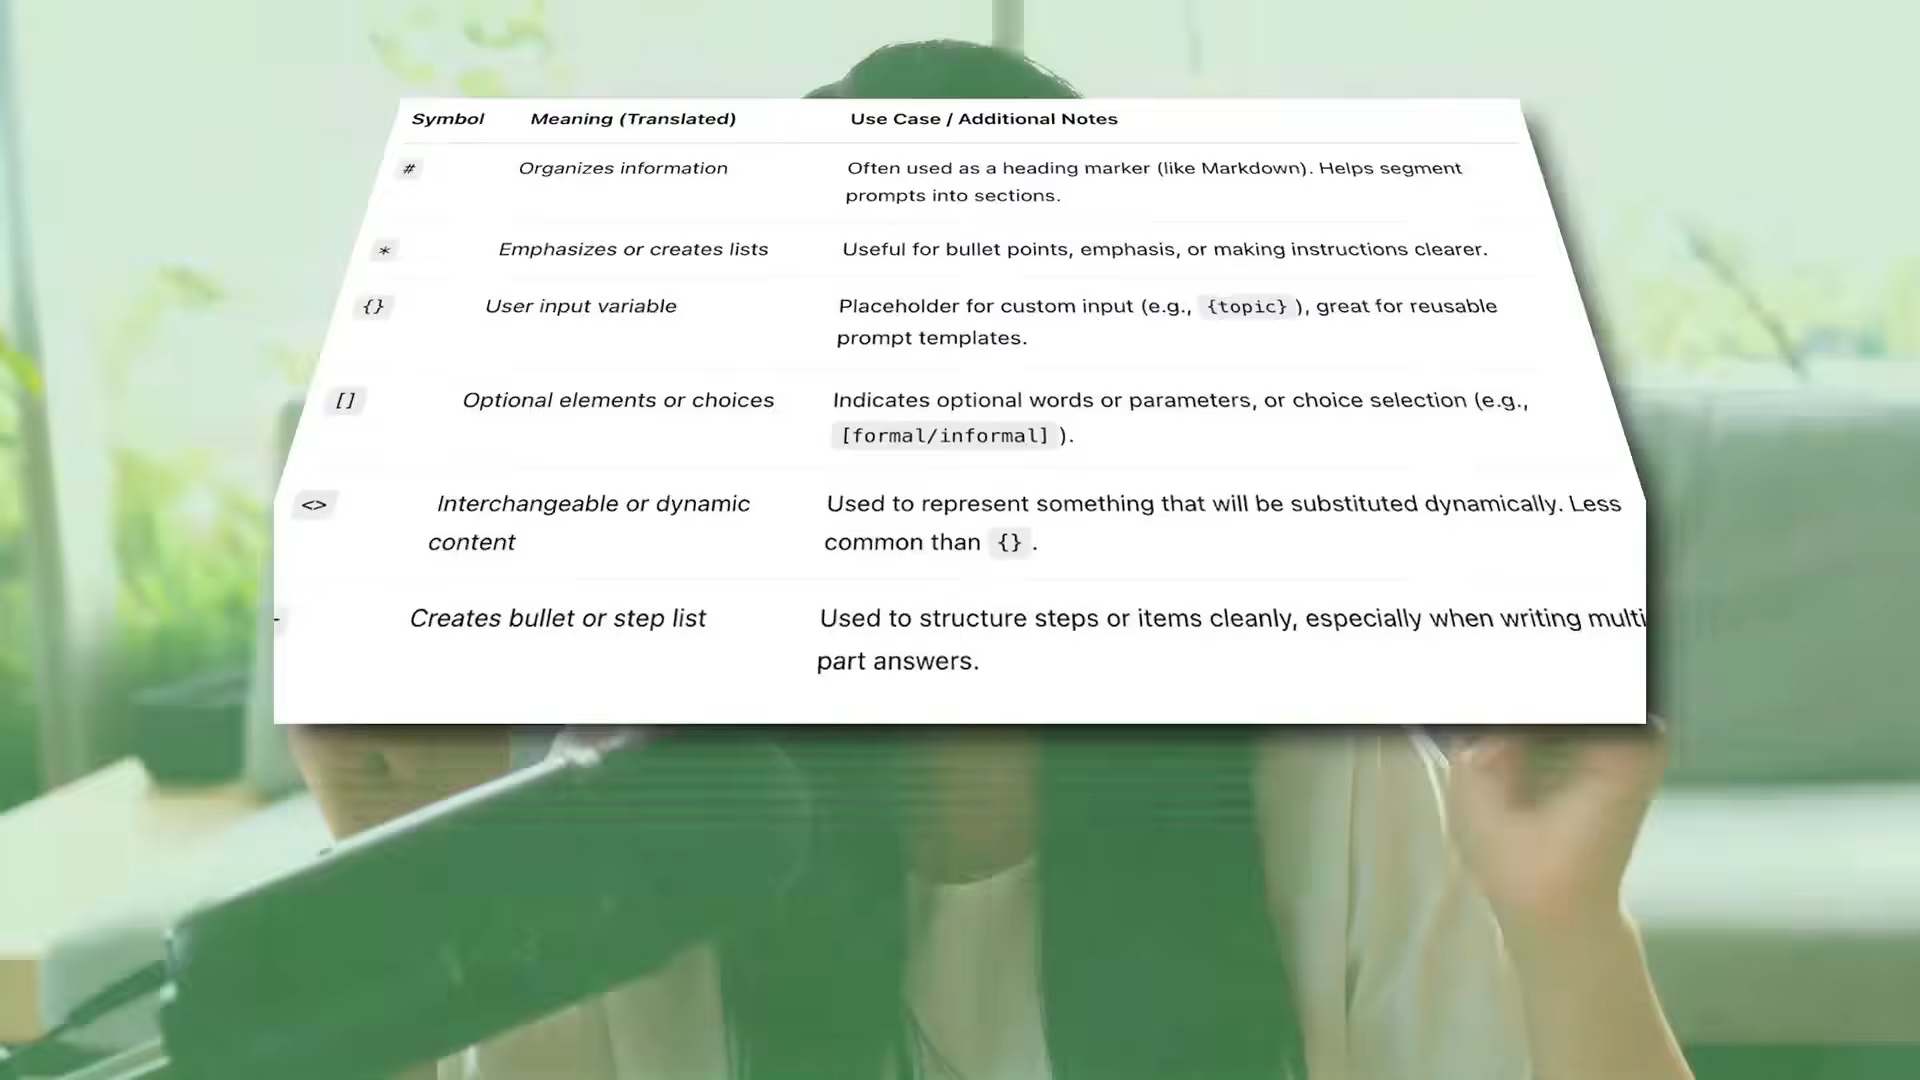 Symbol Meaning (Translated) Use Case / Additional Notes
# Organizes information Often used as a heading marker (like Markdown). Helps segment
prompts into sections.
* Emphasizes or creates lists Useful for bullet points, emphasis, or making instructions clearer.
{} User input variable Placeholder for custom input (e.g., {topic} ), great for reusable
prompt templates.
[] Optional elements or choices Indicates optional words or parameters, or choice selection (e.g.,
[formal/informal] ).
<> Interchangeable or dynamic Used to represent something that will be substituted dynamically. Less
content common than {} .
- Creates bullet or step list Used to structure steps or items cleanly, especially when writing multi
part answers.